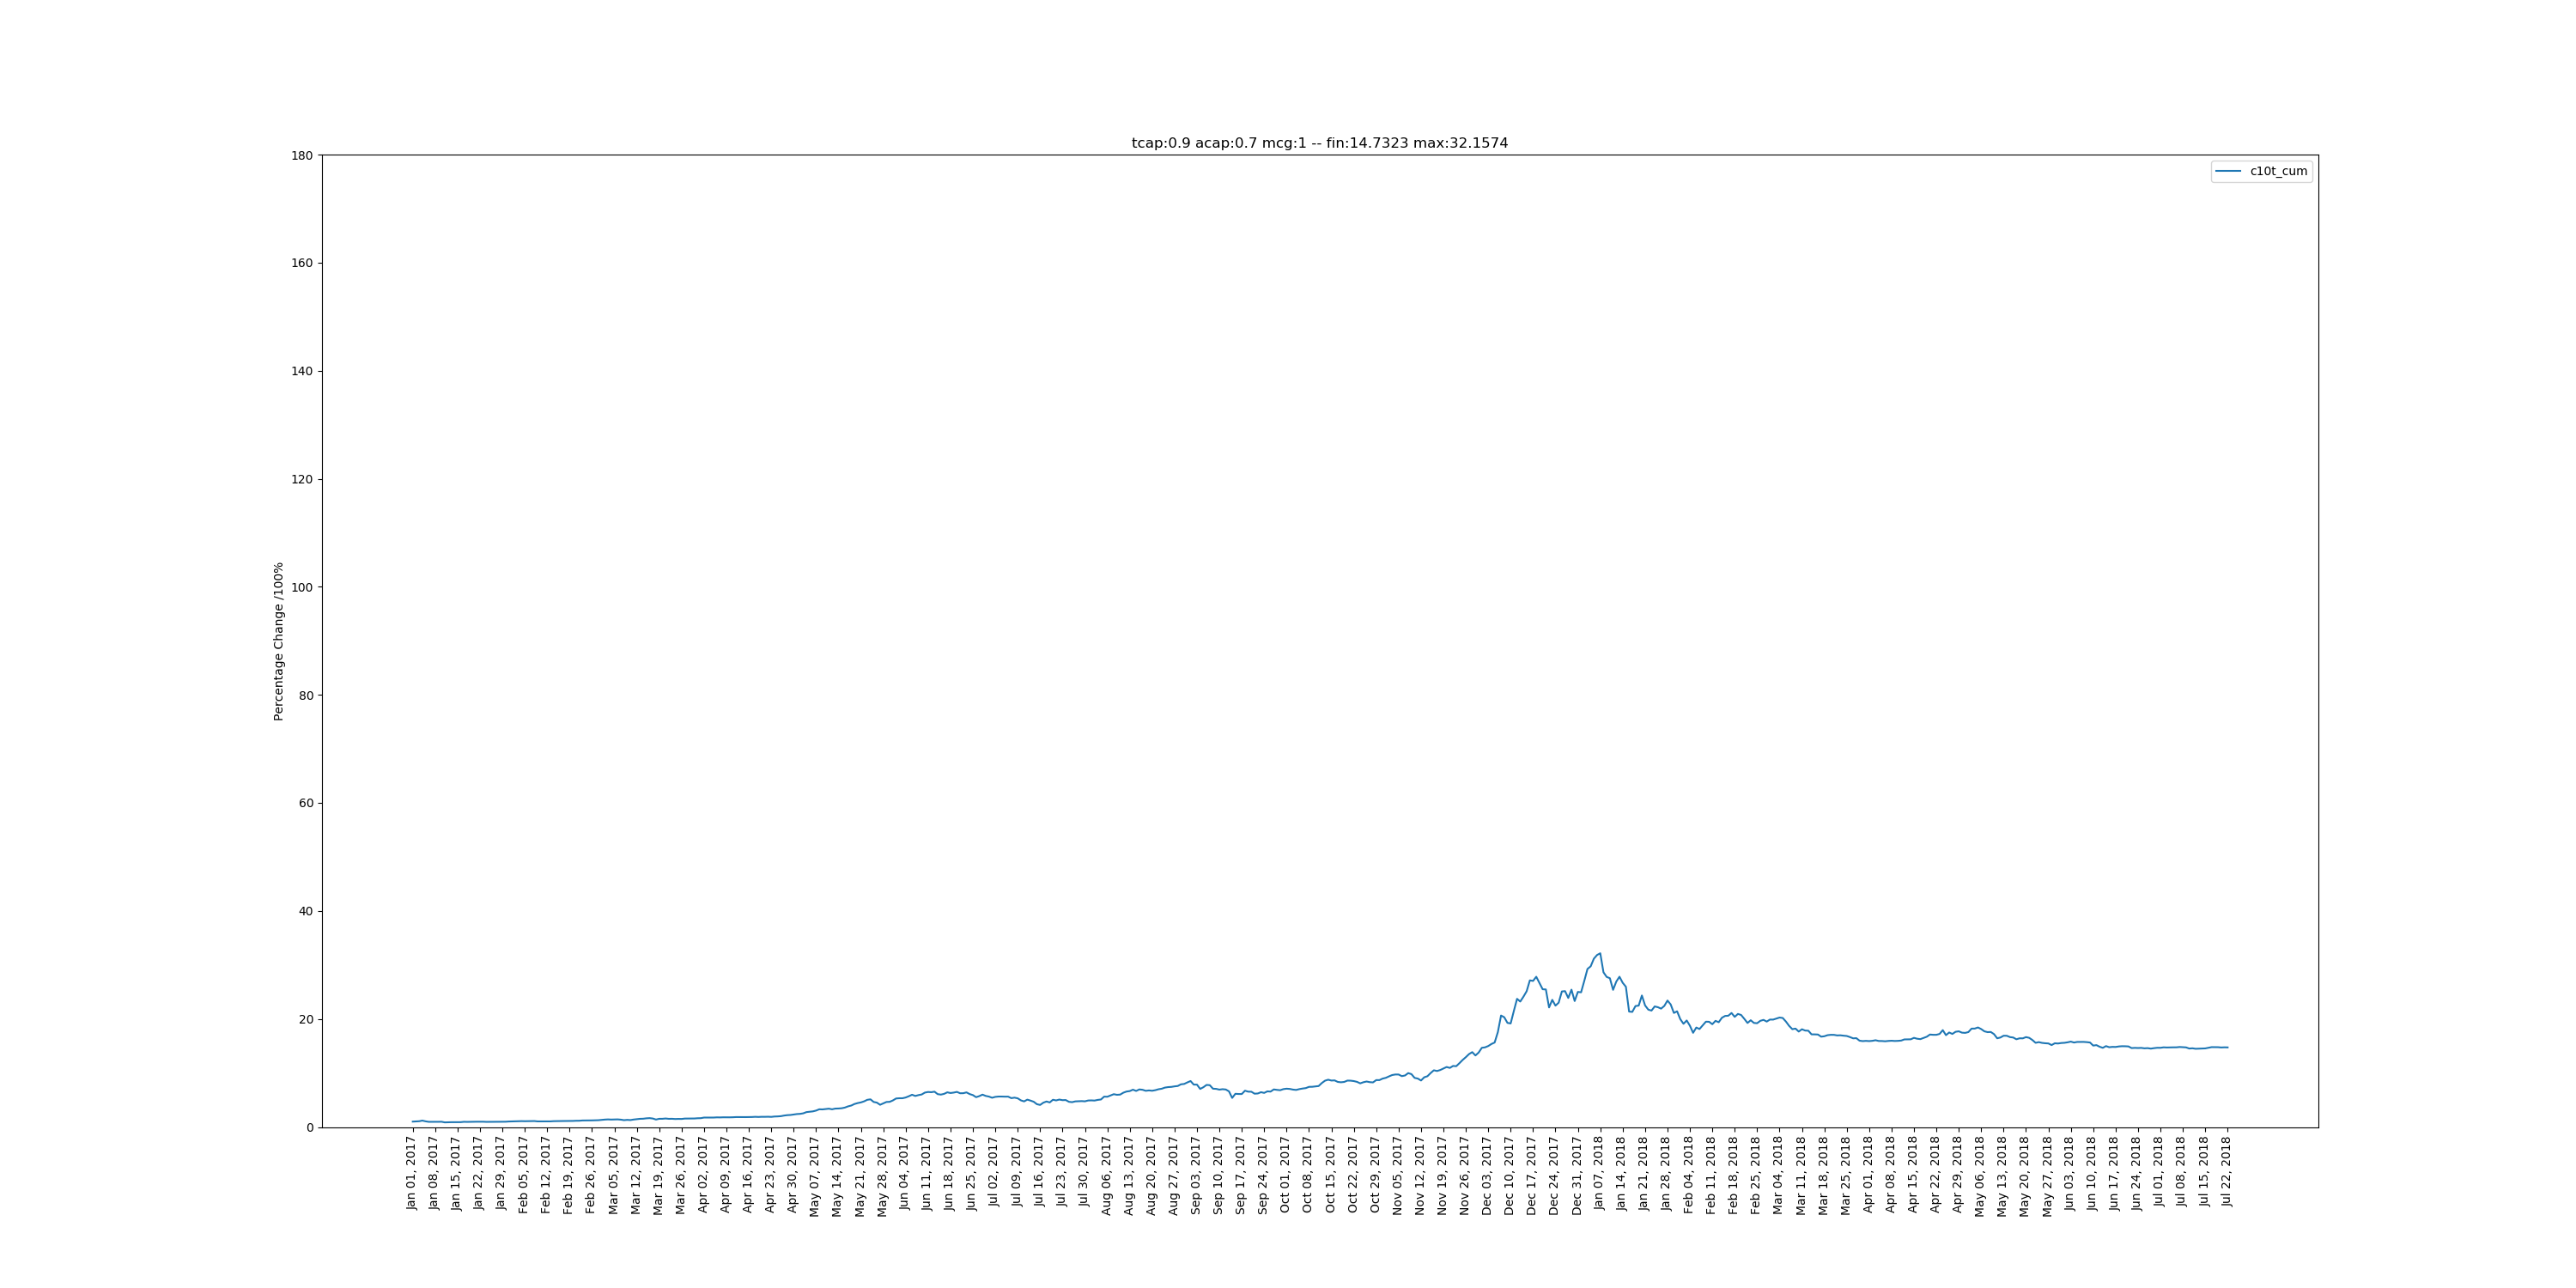 tcap:0.9 acap:0.7 mcg:1 -- fin:14.7323 max:32.1574
c10t_cum
Percentage Change /100%
180
160
140
120
100
80
60
40
20
0
Jan 01, 2017
Jan 08, 2017
Jan 15, 2017
Jan 22, 2017
Jan 29, 2017
Feb 05, 2017
Feb 12, 2017
Feb 19, 2017
Feb 26, 2017
Mar 05, 2017
Mar 12, 2017
Mar 19, 2017
Mar 26, 2017
Apr 02, 2017
Apr 09, 2017
Apr 16, 2017
Apr 23, 2017
Apr 30, 2017
May 07, 2017
May 14, 2017
May 21, 2017
May 28, 2017
Jun 04, 2017
Jun 11, 2017
Jun 18, 2017
Jun 25, 2017
Jul 02, 2017
Jul 09, 2017
Jul 16, 2017
Jul 23, 2017
Jul 30, 2017
Aug 06, 2017
Aug 13, 2017
Aug 20, 2017
Aug 27, 2017
Sep 03, 2017
Sep 10, 2017
Sep 17, 2017
Sep 24, 2017
Oct 01, 2017
Oct 08, 2017
Oct 15, 2017
Oct 22, 2017
Oct 29, 2017
Nov 05, 2017
Nov 12, 2017
Nov 19, 2017
Nov 26, 2017
Dec 03, 2017
Dec 10, 2017
Dec 17, 2017
Dec 24, 2017
Dec 31, 2017
Jan 07, 2018
Jan 14, 2018
Jan 21, 2018
Jan 28, 2018
Feb 04, 2018
Feb 11, 2018
Feb 18, 2018
Feb 25, 2018
Mar 04, 2018
Mar 11, 2018
Mar 18, 2018
Mar 25, 2018
Apr 01, 2018
Apr 08, 2018
Apr 15, 2018
Apr 22, 2018
Apr 29, 2018
May 06, 2018
May 13, 2018
May 20, 2018
May 27, 2018
Jun 03, 2018
Jun 10, 2018
Jun 17, 2018
Jun 24, 2018
Jul 01, 2018
Jul 08, 2018
Jul 15, 2018
Jul 22, 2018